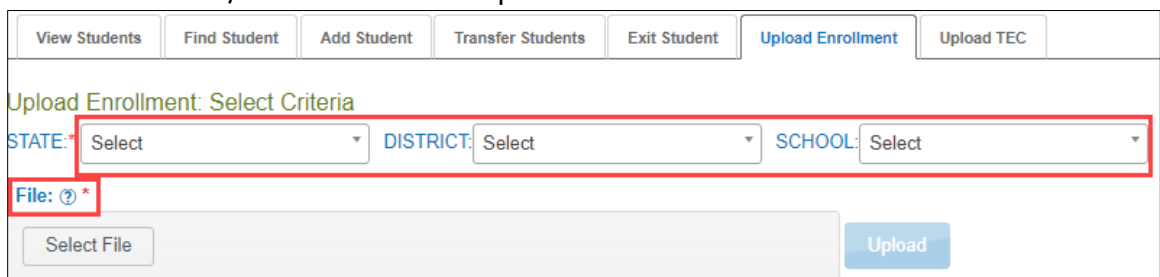 View Students Find Student Add Student Transfer Students Exit Student Upload Enrollment Upload TEC
Upload Enrollment: Select Criteria
STATE:* Select DISTRICT: Select SCHOOL: Select
File: ? *
Select File Upload